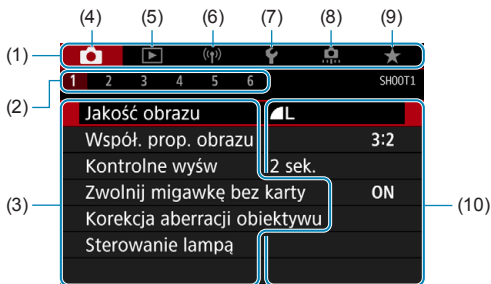 (4) (5) (6) (7) (8) (9)
(1)
(2) 1 2 3 4 5 6 SHOOT1
Jakość obrazu L
Współ. prop. obrazu 3:2
Kontrolne wyśw 2 sek.
(3) Zwolnij migawkę bez karty ON (10)
Korekcja aberracji obiektywu
Sterowanie lampą